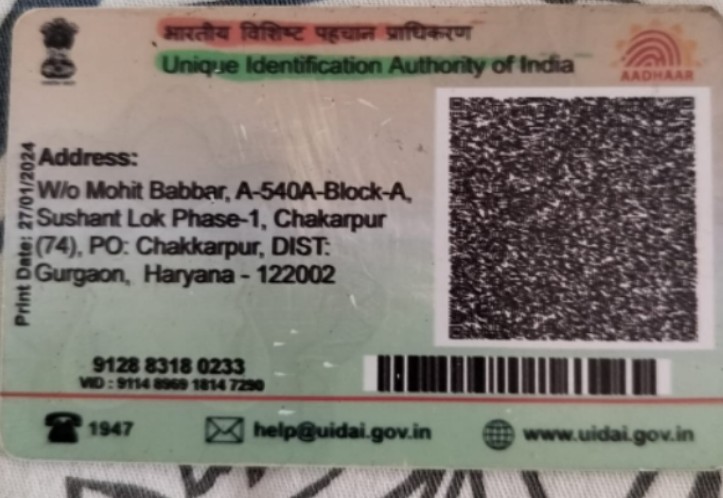 भारतीय विशिष्ट पहचान प्राधिकरण
Unique Identification Authority of India
AADHAAR
Print Date: 27/01/2024
Address:
W/o Mohit Babbar, A-540A-Block-A,
Sushant Lok Phase-1, Chakarpur
(74), PO: Chakkarpur, DIST:
Gurgaon, Haryana - 122002
9128 8318 0233
VID : 9114 8969 1814 7290
1947 help@uidai.gov.in www.uidai.gov.in